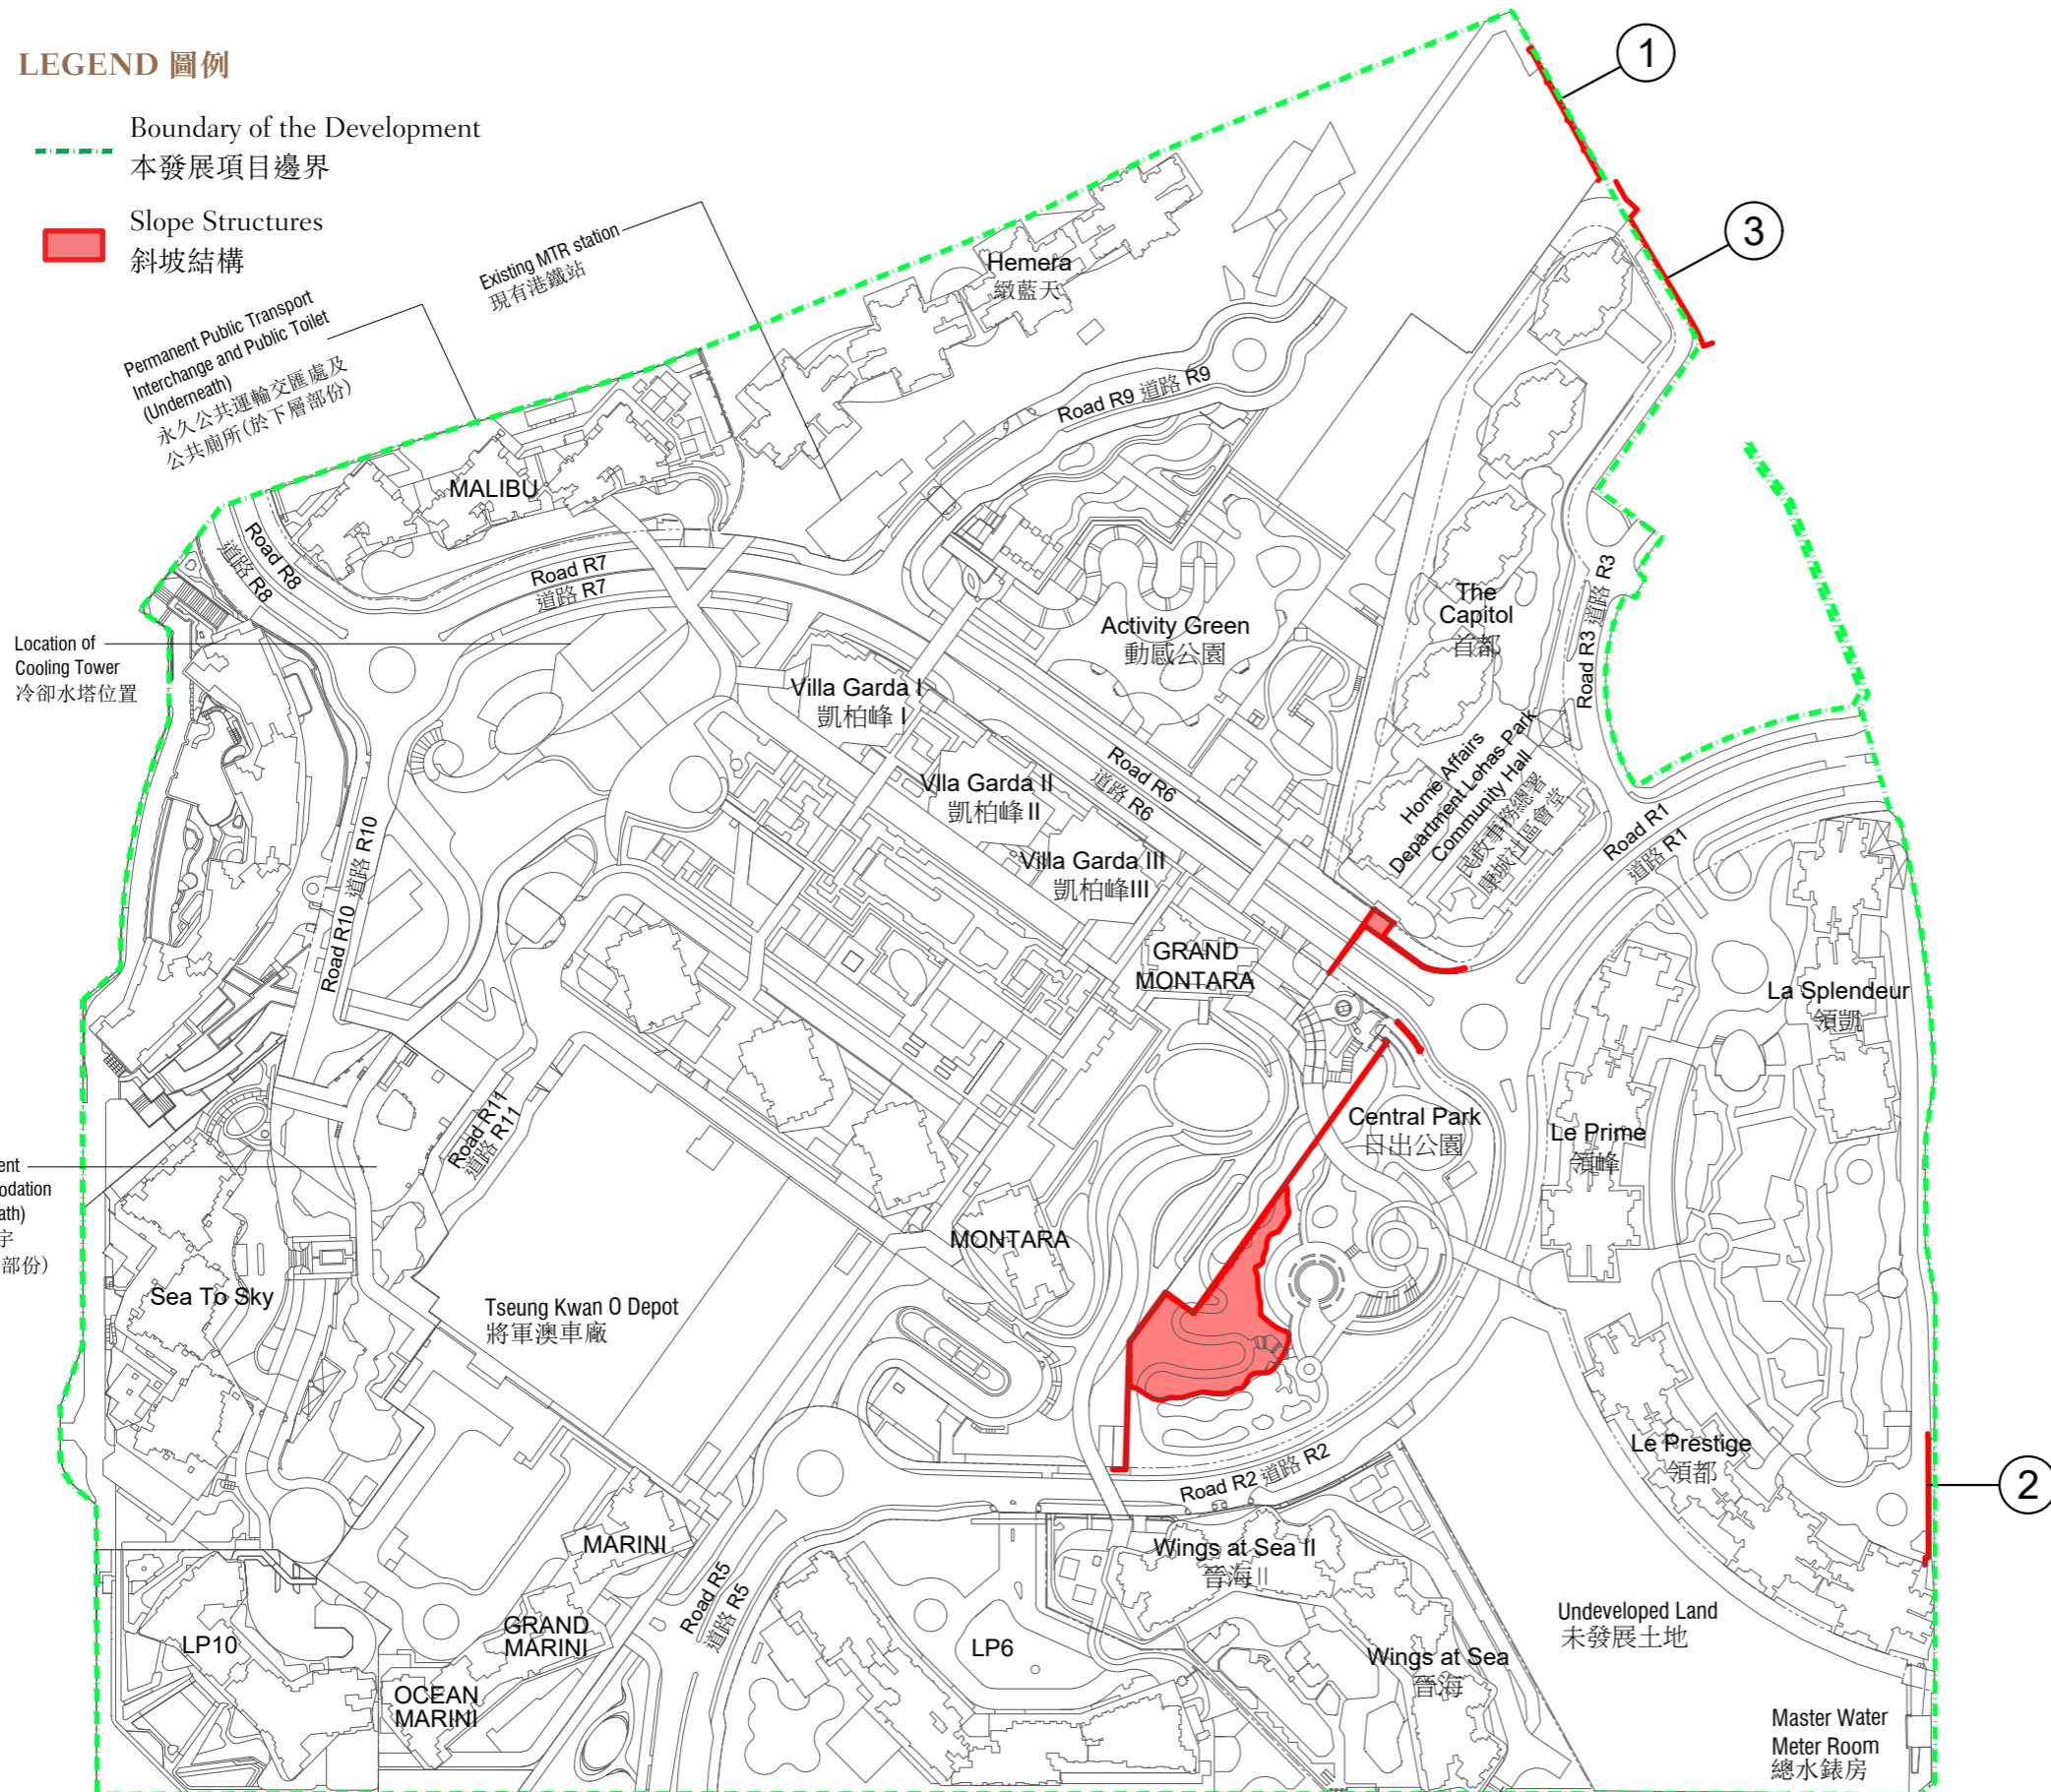 LEGEND 圖例
Boundary of the Development
本發展項目邊界
Slope Structures
斜坡結構
1
3
Existing MTR station
現有港鐵站
Permanent Public Transport
Interchange and Public Toilet
(Underneath)
永久公共運輸交匯處及
公共廁所(於下層部份)
Hemera
緻藍天
Road R9 道路 R9
MALIBU
Road R8
道路 R8
Road R7
道路 R7
The
Capitol
首都
Road R3 道路 R3
Activity Green
動感公園
Location of
Cooling Tower
冷卻水塔位置
Villa Garda I
凱柏峰 I
Vlla Garda II
凱柏峰 II
Villa Garda III
凱柏峰III
Road R6
道路 R6
Home Affairs
Department Lohas Park
Community Hall
民政事務總署
康城社區會堂
Road R1
道路 R1
Road R10 道路 R10
GRAND
MONTARA
La Splendeur
領凱
Central Park
日出公園
Le Prime
領峰
Road R11
道路 R11
ent
odation
ath)
宇
部份)
MONTARA
Sea To Sky
Tseung Kwan O Depot
將軍澳車廠
Le Prestige
領都
2
Road R2 道路 R2
MARINI
Wings at Sea II
晉海 II
Road R5
道路 R5
GRAND
MARINI
LP10
LP6
Undeveloped Land
未發展土地
Wings at Sea
晉海
OCEAN
MARINI
Master Water
Meter Room
總水錶房